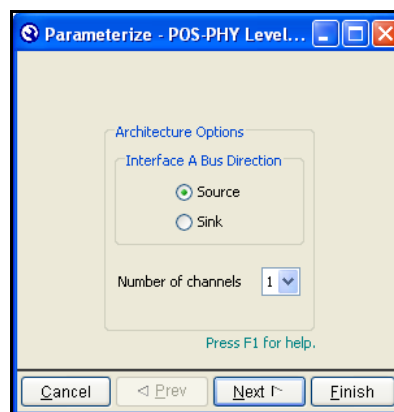 Parameterize - POS-PHY Level...
Architecture Options
Interface A Bus Direction
Source
Sink
Number of channels 1
Press F1 for help.
Cancel Prev Next Finish